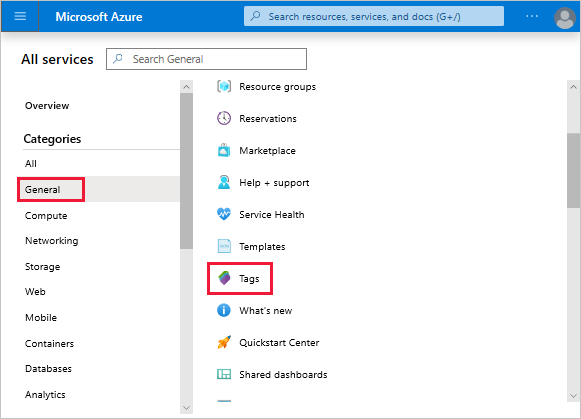 Microsoft Azure
Search resources, services, and docs (G+/)
All services
Search General
Overview
Categories
All
General
Compute
Networking
Storage
Web
Mobile
Containers
Databases
Analytics
Resource groups
Reservations
Marketplace
Help + support
Service Health
Templates
Tags
What's new
Quickstart Center
Shared dashboards